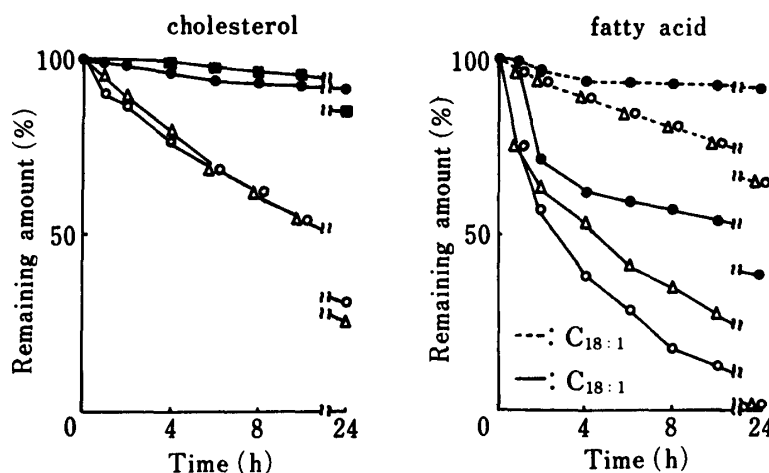 cholesterol
Remaining amount (%)
100
50
0
4
8
24
Time (h)
fatty acid
Remaining amount (%)
100
50
0
4
8
24
Time (h)
: C18:1
: C18:1